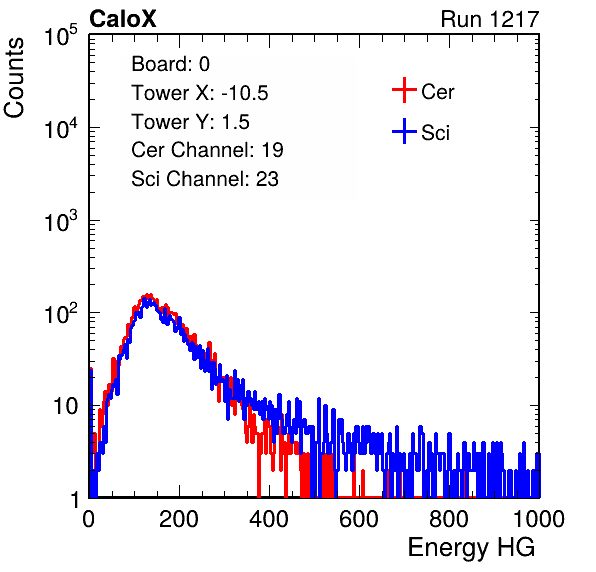 CaloX Run 1217
Counts
Board: 0
Tower X: -10.5
Tower Y: 1.5
Cer Channel: 19
Sci Channel: 23
Cer
Sci
10^5
10^4
10^3
10^2
10
1
0 200 400 600 800 1000
Energy HG